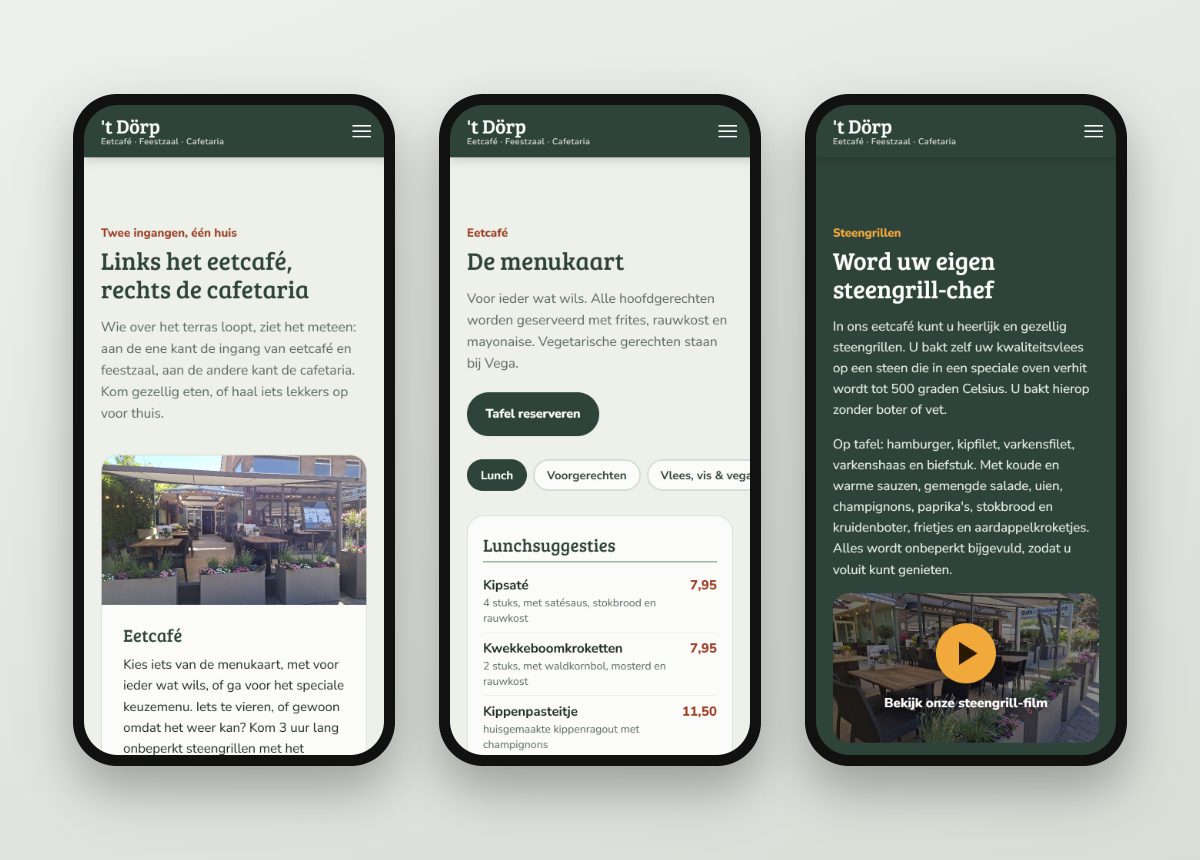 't Dörp
Eetcafé · Feestzaal · Cafetaria
Twee ingangen, één huis
Links het eetcafé,
rechts de cafetaria
Wie over het terras loopt, ziet het meteen:
aan de ene kant de ingang van eetcafé en
feestzaal, aan de andere kant de cafetaria.
Kom gezellig eten, of haal iets lekkers op
voor thuis.
Eetcafé
Kies iets van de menukaart, met voor
ieder wat wils, of ga voor het speciale
keuzemenu. Iets te vieren, of gewoon
omdat het weer kan? Kom 3 uur lang
onbeperkt steengrillen met het
't Dörp
Eetcafé · Feestzaal · Cafetaria
Eetcafé
De menukaart
Voor ieder wat wils. Alle hoofdgerechten
worden geserveerd met frites, rauwkost en
mayonaise. Vegetarische gerechten staan
bij Vega.
Tafel reserveren
Lunch Voorgerechten Vlees, vis & vega
Lunchsuggesties
Kipsaté 7,95
4 stuks, met satésaus, stokbrood en
rauwkost
Kwekkeboomkroketten 7,95
2 stuks, met waldkornbol, mosterd en
rauwkost
Kippenpasteitje 11,50
huisgemaakte kippenragout met
champignons
't Dörp
Eetcafé · Feestzaal · Cafetaria
Steengrillen
Word uw eigen
steengrill-chef
In ons eetcafé kunt u heerlijk en gezellig
steengrillen. U bakt zelf uw kwaliteitsvlees
op een steen die in een speciale oven verhit
wordt tot 500 graden Celsius. U bakt hierop
zonder boter of vet.
Op tafel: hamburger, kipfilet, varkensfilet,
varkenshaas en biefstuk. Met koude en
warme sauzen, gemengde salade, uien,
champignons, paprika's, stokbrood en
kruidenboter, frietjes en aardappelkroketjes.
Alles wordt onbeperkt bijgevuld, zodat u
voluit kunt genieten.
Bekijk onze steengrill-film